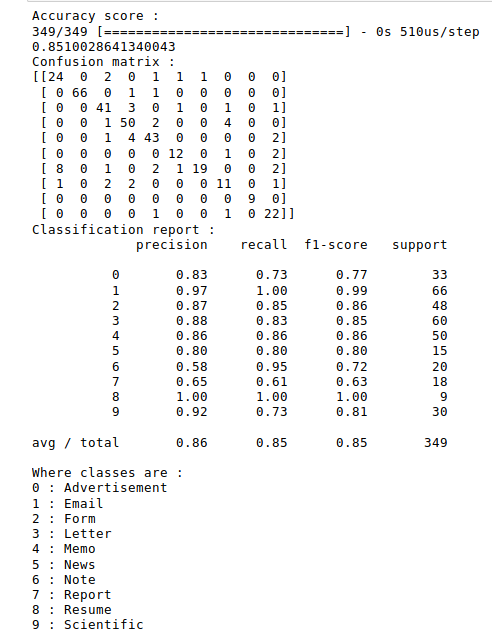 Accuracy score :
349/349 [==============================] - 0s 510us/step
0.8510028641340043
Confusion matrix :
[[24  0  2  0  1  1  1  0  0  0]
 [ 0 66  0  1  1  0  0  0  0  0]
 [ 0  0 41  3  0  1  0  1  0  1]
 [ 0  0  1 50  2  0  0  4  0  0]
 [ 0  0  1  4 43  0  0  0  0  2]
 [ 0  0  0  0  0 12  0  1  0  2]
 [ 8  0  1  0  2  1 19  0  0  2]
 [ 1  0  2  2  0  0  0 11  0  1]
 [ 0  0  0  0  0  0  0  0  9  0]
 [ 0  0  0  0  1  0  0  1  0 22]]
Classification report :
             precision    recall  f1-score   support

          0       0.83      0.73      0.77        33
          1       0.97      1.00      0.99        66
          2       0.87      0.85      0.86        48
          3       0.88      0.83      0.85        60
          4       0.86      0.86      0.86        50
          5       0.80      0.80      0.80        15
          6       0.58      0.95      0.72        20
          7       0.65      0.61      0.63        18
          8       1.00      1.00      1.00         9
          9       0.92      0.73      0.81        30

avg / total       0.86      0.85      0.85       349

Where classes are :
0 : Advertisement
1 : Email
2 : Form
3 : Letter
4 : Memo
5 : News
6 : Note
7 : Report
8 : Resume
9 : Scientific